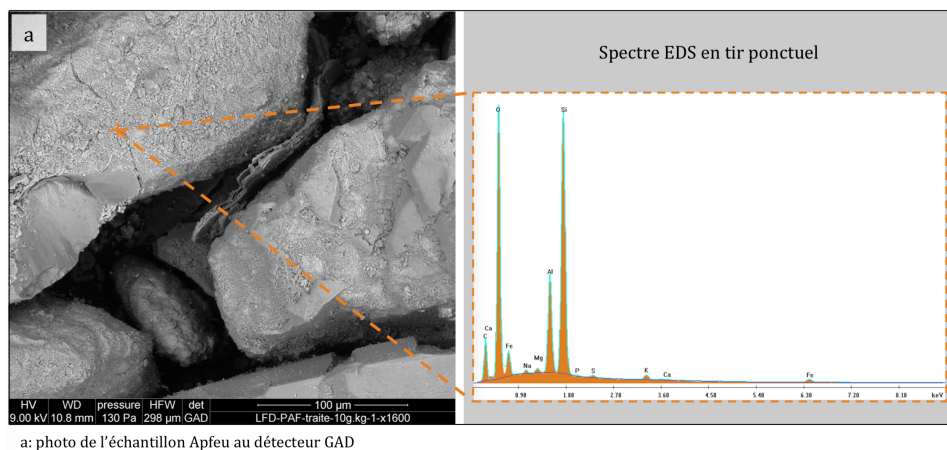 a
Spectre EDS en tir ponctuel
O
Si
Al
Ca
C
Fe
Na
Mg
P
S
K
Ca
Fe
0.90 1.80 2.70 3.60 4.50 5.40 6.30 7.20 8.10 keV
HV WD pressure HFW det 100 µm
9.00 kV 10.8 mm 130 Pa 298 µm GAD LFD-PAF-traite-10g.kg-1-x1600
a: photo de l'échantillon Apfeu au détecteur GAD